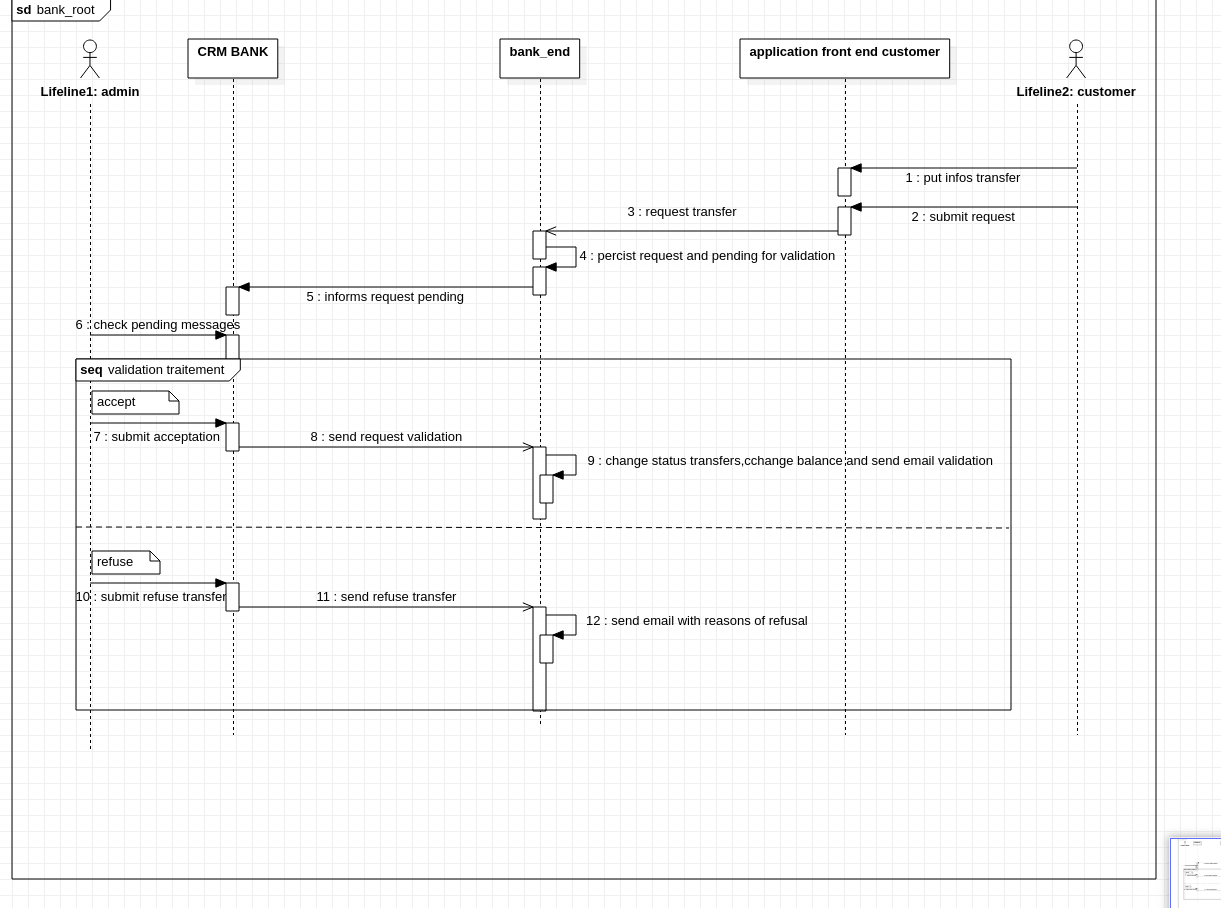 sd bank_root
CRM BANK
bank_end
application front end customer
Lifeline1: admin
Lifeline2: customer
1 : put infos transfer
3 : request transfer
2 : submit request
4 : percist request and pending for validation
5 : informs request pending
6 : check pending messages
seq validation traitement
accept
7 : submit acceptation
8 : send request validation
9 : change status transfers,cchange balance and send email validation
refuse
10 : submit refuse transfer
11 : send refuse transfer
12 : send email with reasons of refusal